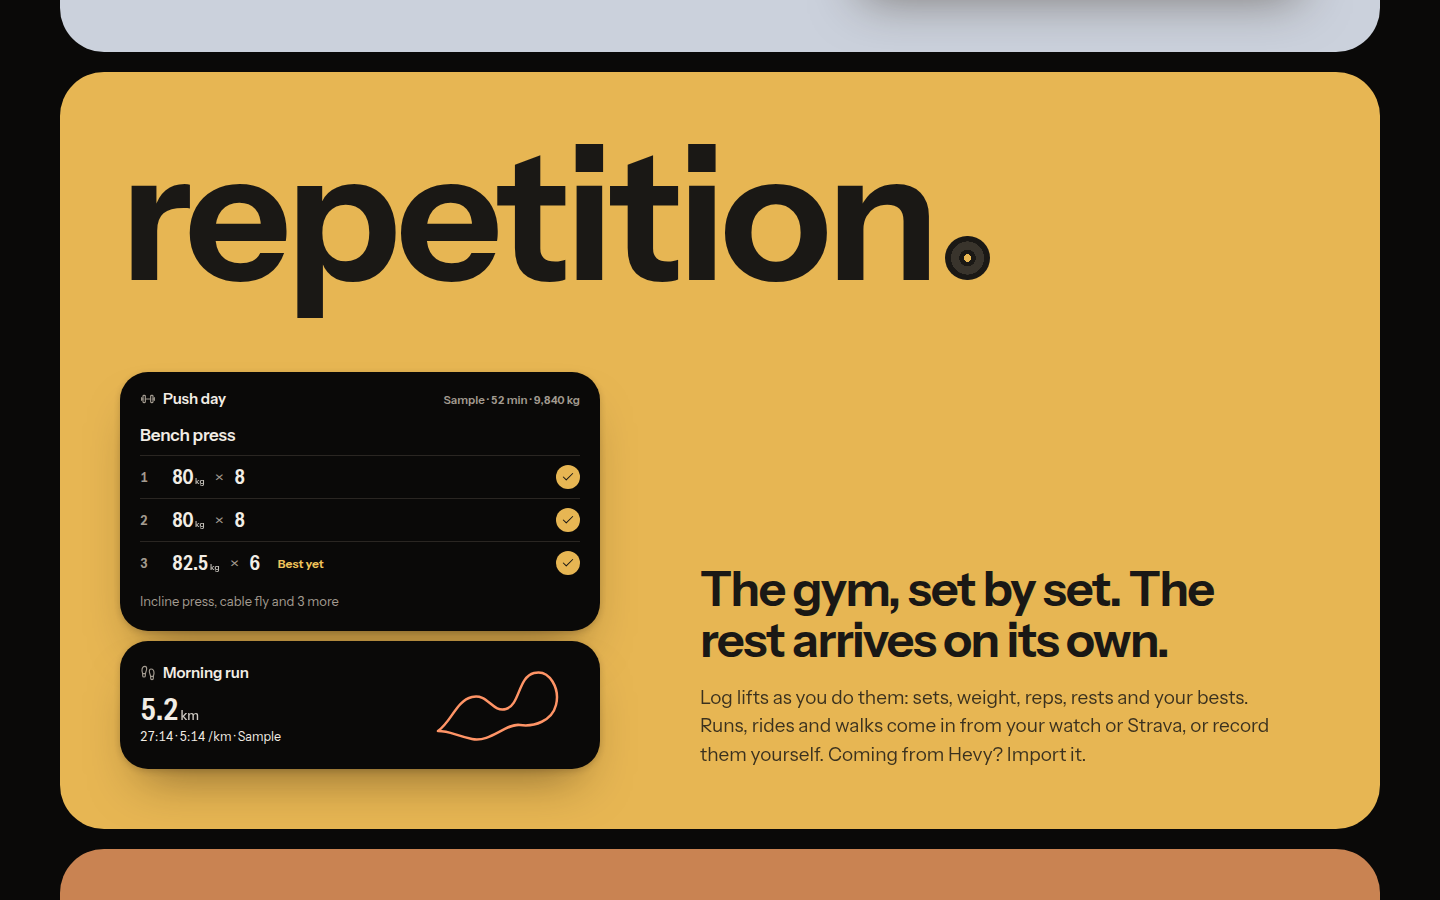 repetition.
Push day
Sample · 52 min · 9,840 kg
Bench press
1 80 kg × 8
2 80 kg × 8
3 82.5 kg × 6 Best yet
Incline press, cable fly and 3 more
Morning run
5.2 km
27:14 · 5:14 /km · Sample
The gym, set by set. The
rest arrives on its own.
Log lifts as you do them: sets, weight, reps, rests and your bests.
Runs, rides and walks come in from your watch or Strava, or record
them yourself. Coming from Hevy? Import it.